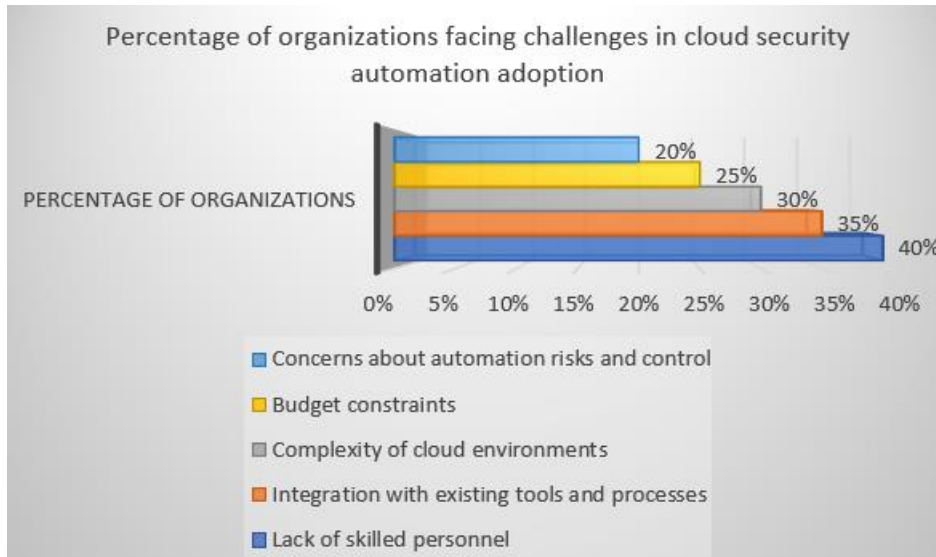 Percentage of organizations facing challenges in cloud security
automation adoption
20%
25%
PERCENTAGE OF ORGANIZATIONS
30%
35%
40%
0% 5% 10% 15% 20% 25% 30% 35% 40%
Concerns about automation risks and control
Budget constraints
Complexity of cloud environments
Integration with existing tools and processes
Lack of skilled personnel